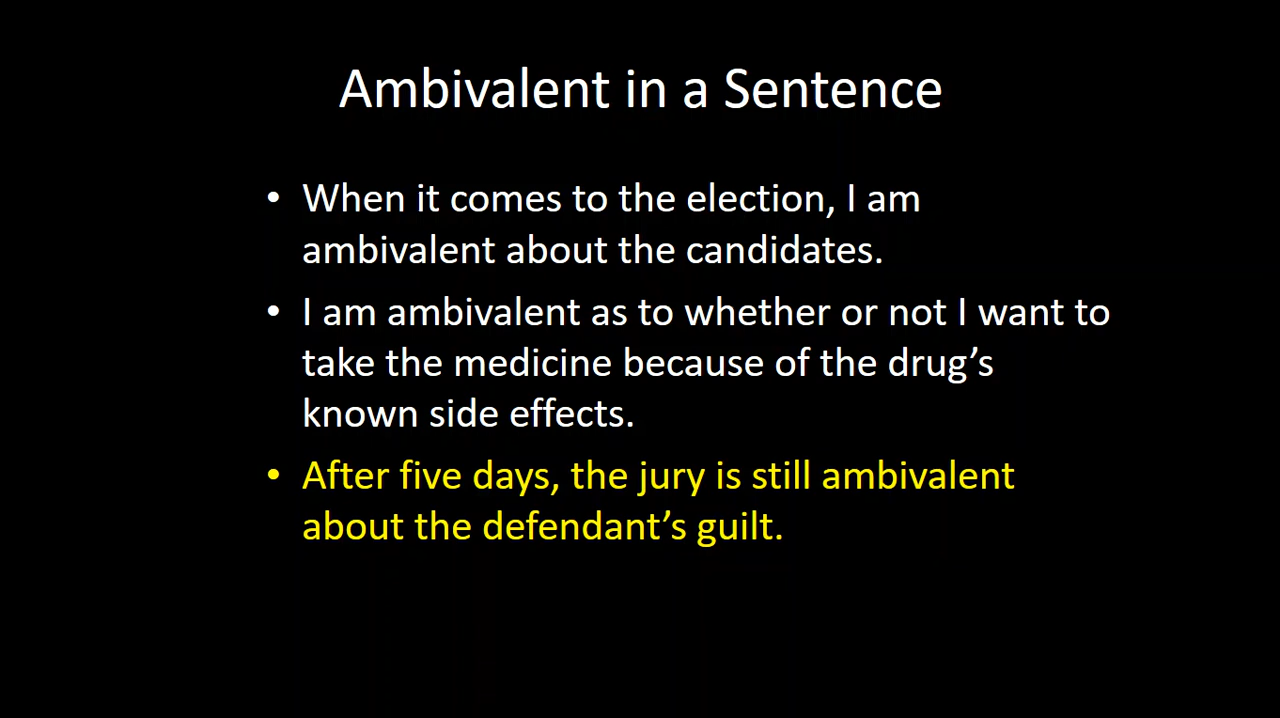 Ambivalent in a Sentence
• When it comes to the election, I am
ambivalent about the candidates.
• I am ambivalent as to whether or not I want to
take the medicine because of the drug’s
known side effects.
• After five days, the jury is still ambivalent
about the defendant’s guilt.